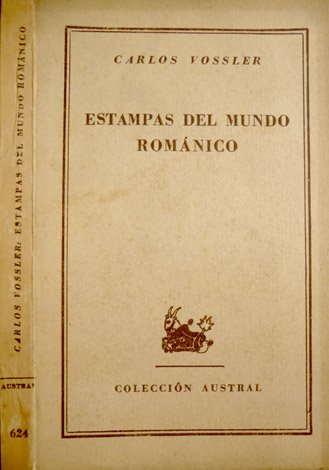 CARLOS VOSSLER
ESTAMPAS DEL MUNDO
ROMÁNICO
COLECCIÓN AUSTRAL
CARLOS VOSSLER: ESTAMPAS DEL MUNDO ROMÁNICO
AUSTRAL
624